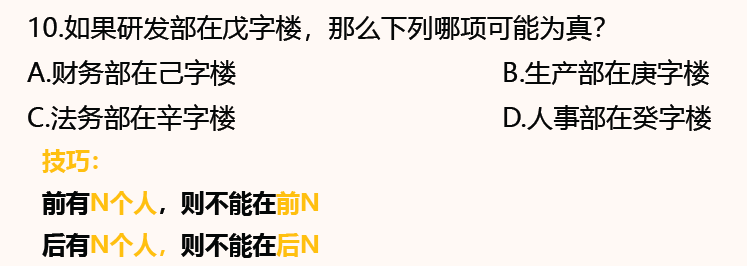 10.如果研发部在戊字楼，那么下列哪项可能为真？
A.财务部在己字楼 B.生产部在庚字楼
C.法务部在辛字楼 D.人事部在癸字楼
技巧：
前有N个人，则不能在前N
后有N个人，则不能在后N